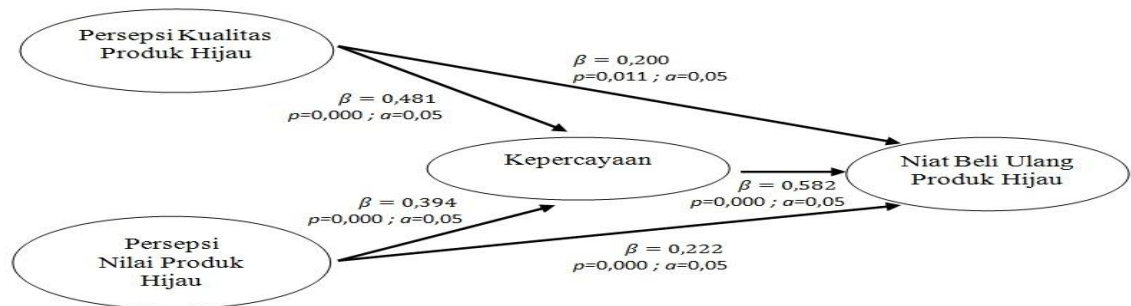 Persepsi Kualitas
Produk Hijau
β = 0,200
p=0,011 ; α=0,05
β = 0,481
p=0,000 ; α=0,05
Kepercayaan
Niat Beli Ulang
Produk Hijau
β = 0,582
p=0,000 ; α=0,05
β = 0,394
p=0,000 ; α=0,05
Persepsi
Nilai Produk
Hijau
β = 0,222
p=0,000 ; α=0,05